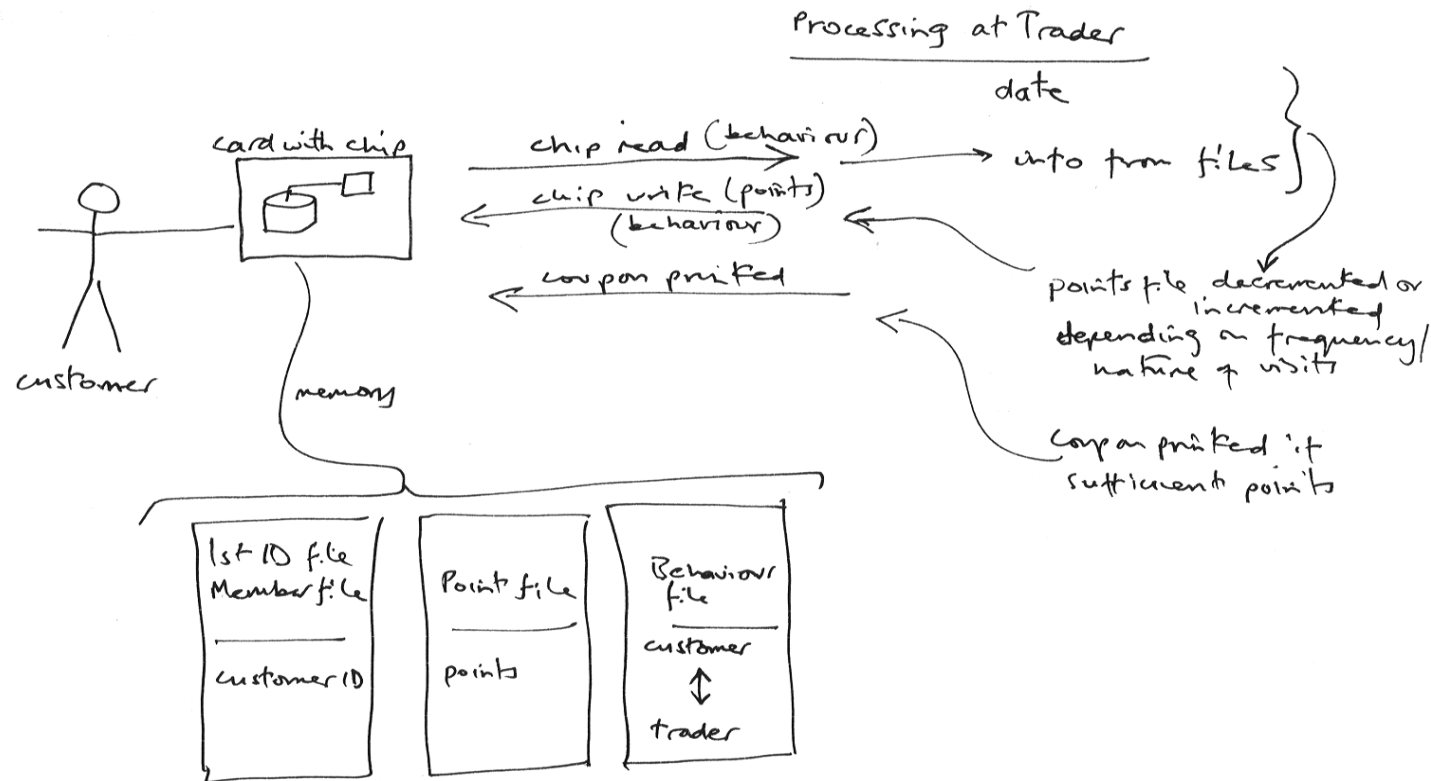 Processing at Trader
date
card with chip
chip read (behaviour)
info from files
chip write (points)
(behaviour)
coupon printed
points file decremented or
incremented
depending on frequency/
nature of visits
customer
memory
coupon printed if
sufficient points
1st ID file
Member file
customer ID
Point file
points
Behaviour
file
customer
trader